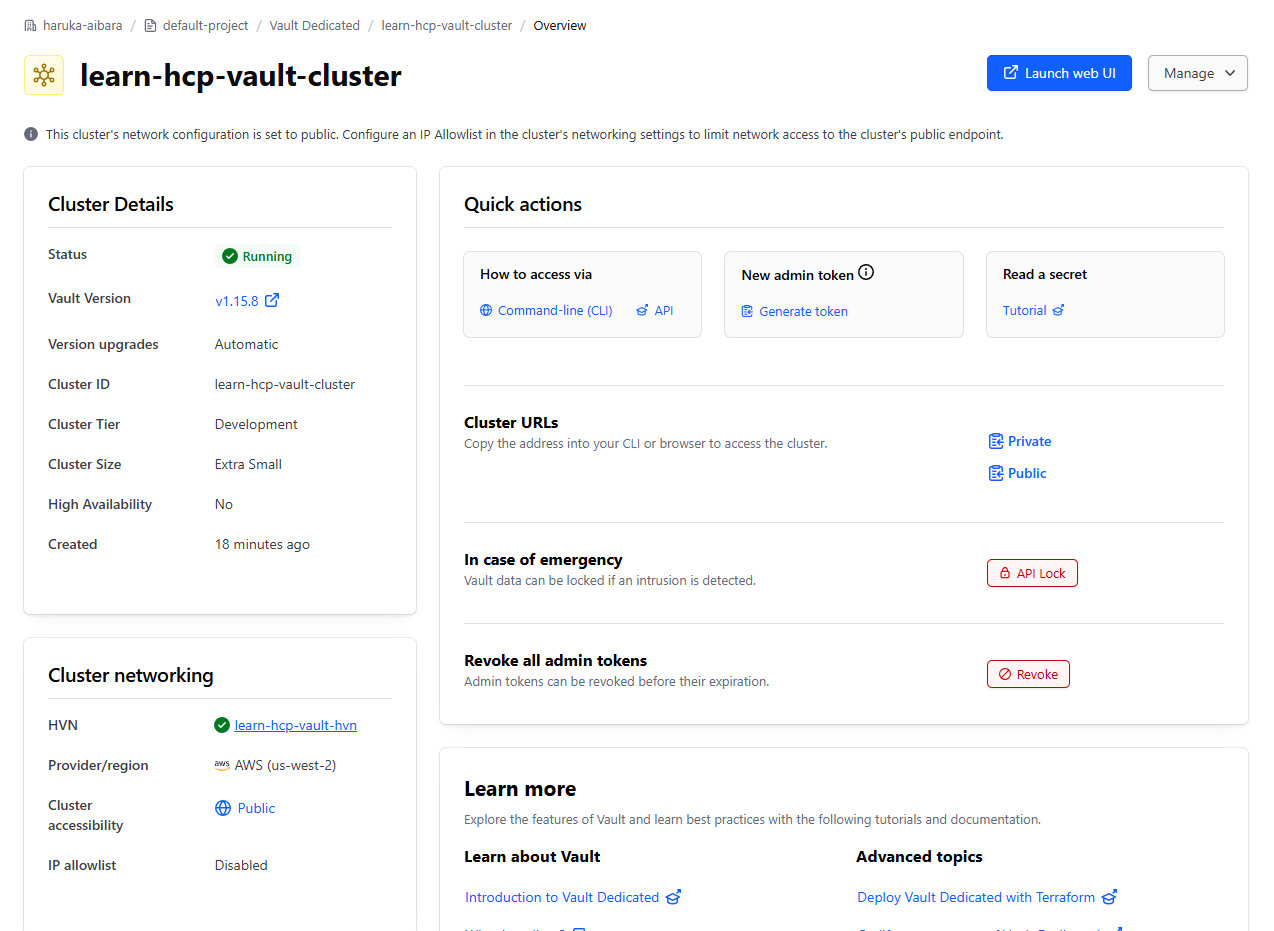 haruka-aibara / default-project / Vault Dedicated / learn-hcp-vault-cluster / Overview
learn-hcp-vault-cluster
Launch web UI
Manage
This cluster's network configuration is set to public. Configure an IP Allowlist in the cluster's networking settings to limit network access to the cluster's public endpoint.
Cluster Details
Status Running
Vault Version v1.15.8
Version upgrades Automatic
Cluster ID learn-hcp-vault-cluster
Cluster Tier Development
Cluster Size Extra Small
High Availability No
Created 18 minutes ago
Cluster networking
HVN learn-hcp-vault-hvn
Provider/region aws AWS (us-west-2)
Cluster accessibility Public
IP allowlist Disabled
Quick actions
How to access via
Command-line (CLI) API
New admin token
Generate token
Read a secret
Tutorial
Cluster URLs
Copy the address into your CLI or browser to access the cluster.
Private
Public
In case of emergency
Vault data can be locked if an intrusion is detected.
API Lock
Revoke all admin tokens
Admin tokens can be revoked before their expiration.
Revoke
Learn more
Explore the features of Vault and learn best practices with the following tutorials and documentation.
Learn about Vault
Introduction to Vault Dedicated
Advanced topics
Deploy Vault Dedicated with Terraform